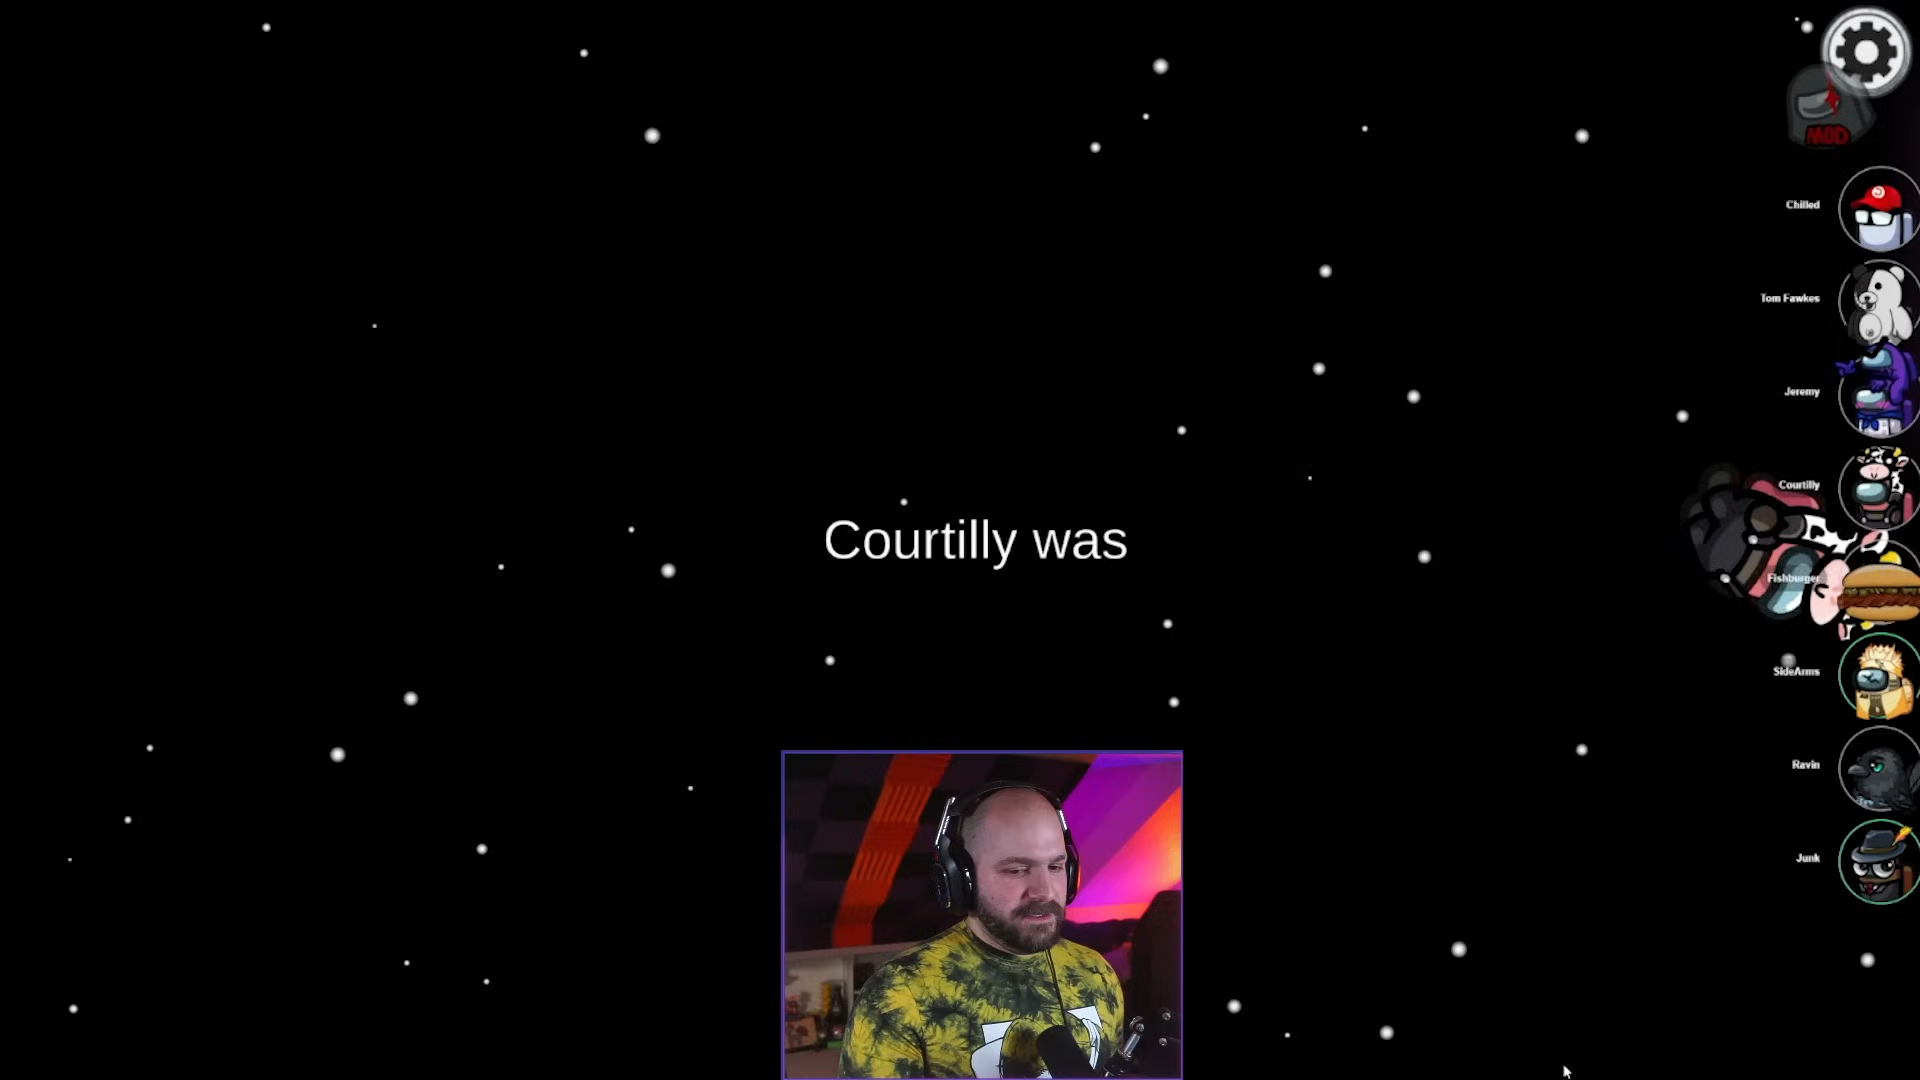 MOD
Chilled
Tom Fawkes
Jeremy
Courtilly
Courtilly was
Fishburger
SideArms
Ravin
Junk